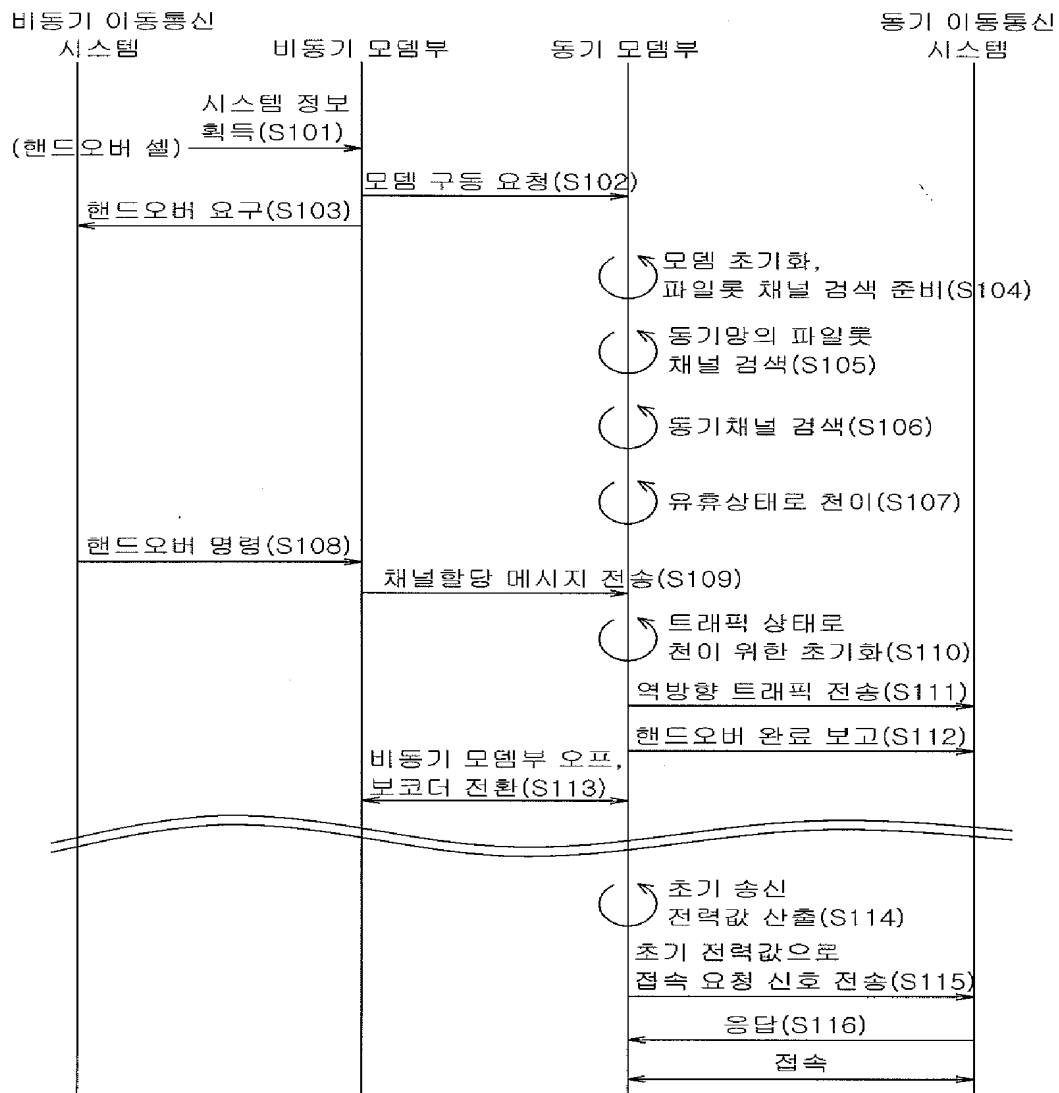 비동기 이동통신
시스템
비동기 모뎀부
동기 모뎀부
동기 이동통신
시스템
시스템 정보
획득(S101)
(핸드오버 셀)
모뎀 구동 요청(S102)
핸드오버 요구(S103)
모뎀 초기화,
파일롯 채널 검색 준비(S104)
동기망의 파일롯
채널 검색(S105)
동기채널 검색(S106)
유휴상태로 천이(S107)
핸드오버 명령(S108)
채널할당 메시지 전송(S109)
트래픽 상태로
천이 위한 초기화(S110)
역방향 트래픽 전송(S111)
핸드오버 완료 보고(S112)
비동기 모뎀부 오프,
보코더 전환(S113)
초기 송신
전력값 산출(S114)
초기 전력값으로
접속 요청 신호 전송(S115)
응답(S116)
접속